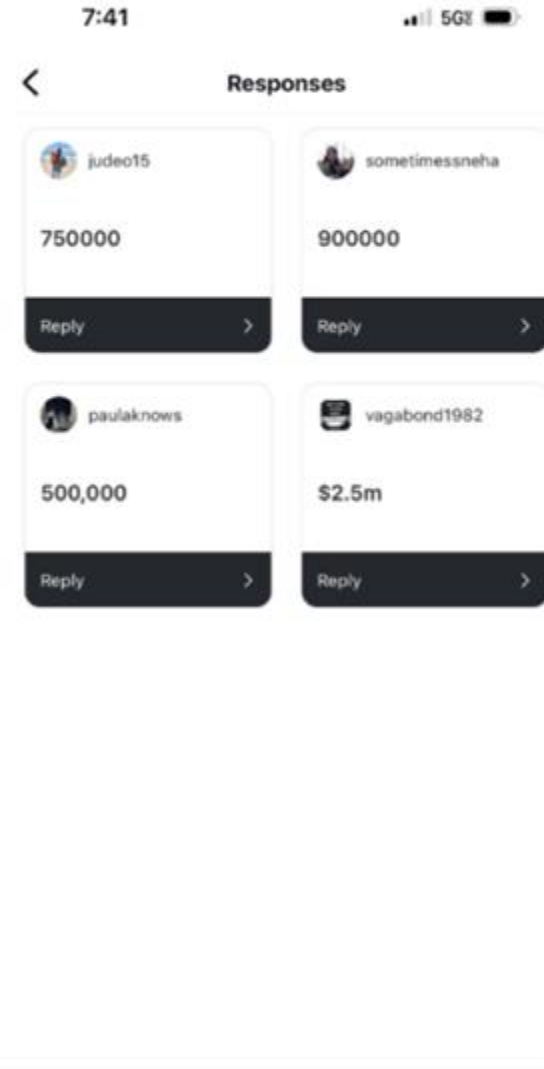 7:41
5G
Responses
judeo15
sometimessneha
750000
900000
Reply
Reply
paulaknows
vagabond1982
500,000
$2.5m
Reply
Reply